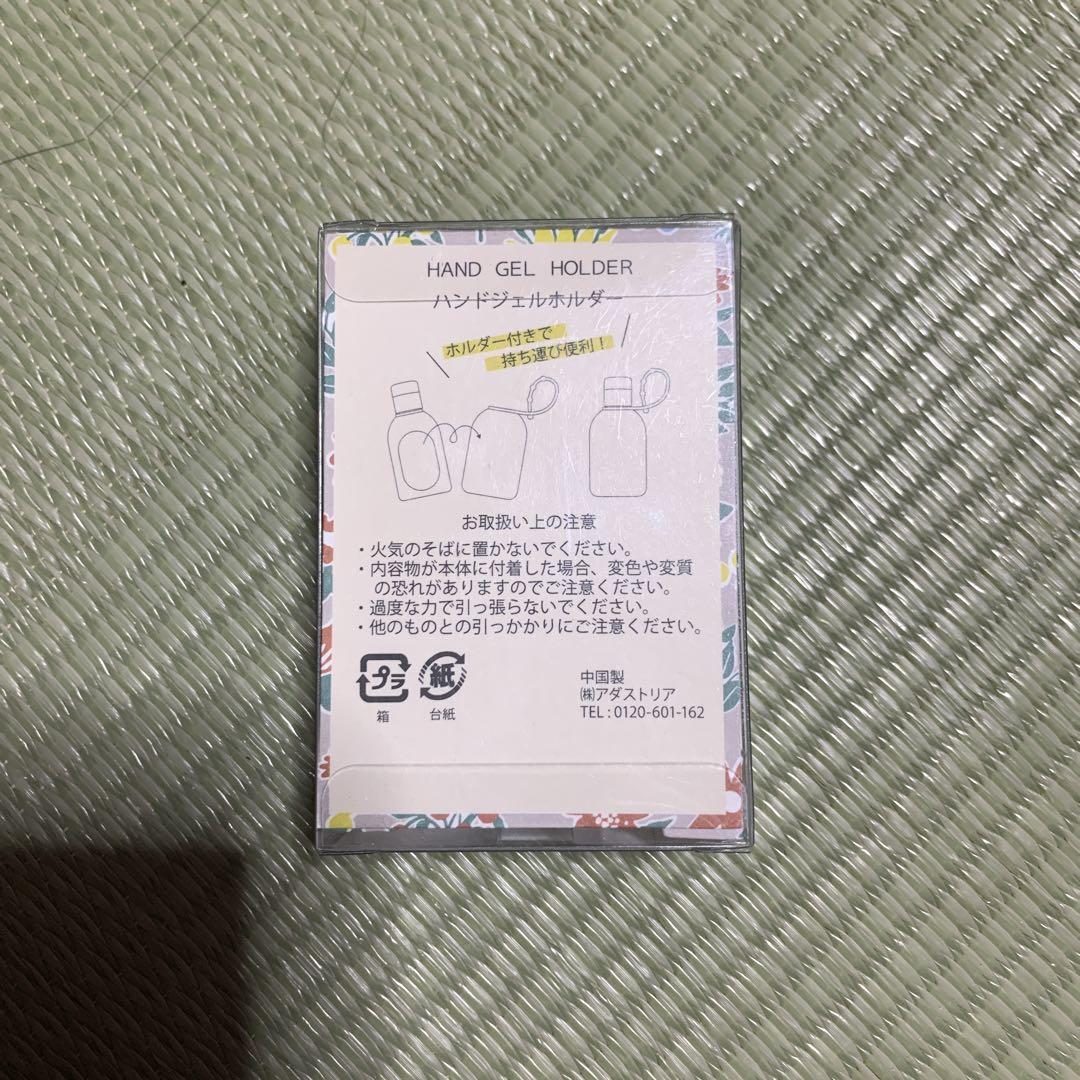 HAND GEL HOLDER
ハンドジェルホルダー
ホルダー付きで
持ち運び便利!
お取扱い上の注意
・火気のそばに置かないでください。
・内容物が本体に付着した場合、変色や変質
の恐れがありますのでご注意ください。
・過度な力で引っ張らないでください。
・他のものとの引っかかりにご注意ください。
プラ
紙
箱
台紙
中国製
㈱アダストリア
TEL : 0120-601-162